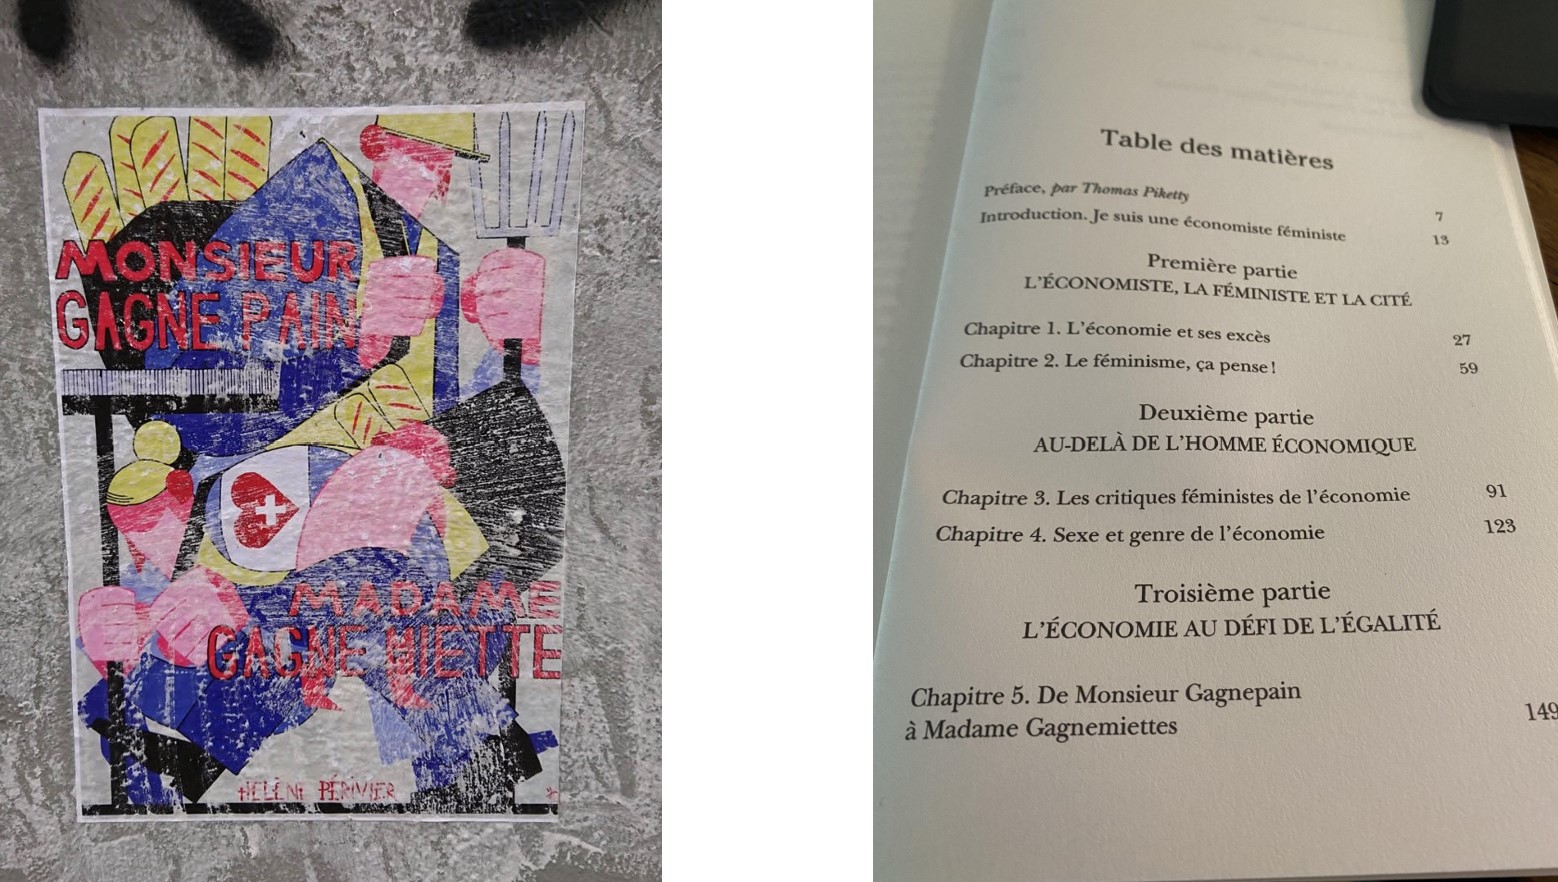 MONSIEUR
GAGNE PAIN
MADAME
GAGNE MIETTE
HÉLÈNE PÉRIVIER
Table des matières
Préface, par Thomas Piketty 7
Introduction. Je suis une économiste féministe 13
Première partie
L'ÉCONOMISTE, LA FÉMINISTE ET LA CITÉ
Chapitre 1. L'économie et ses excès 27
Chapitre 2. Le féminisme, ça pense ! 59
Deuxième partie
AU-DELÀ DE L'HOMME ÉCONOMIQUE
Chapitre 3. Les critiques féministes de l'économie 91
Chapitre 4. Sexe et genre de l'économie 123
Troisième partie
L'ÉCONOMIE AU DÉFI DE L'ÉGALITÉ
Chapitre 5. De Monsieur Gagnepain
à Madame Gagnemiettes 149